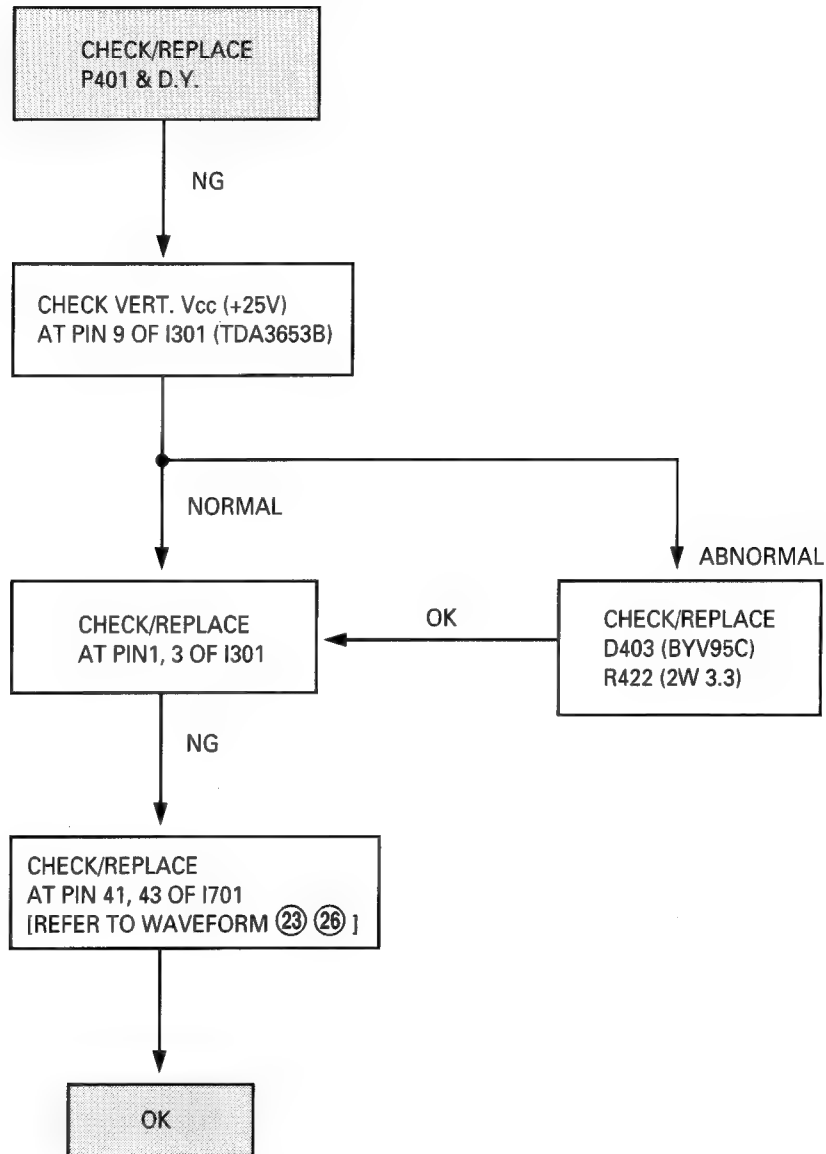 CHECK/REPLACE
P401 & D.Y.
NG
CHECK VERT. Vcc (+25V)
AT PIN 9 OF I301 (TDA3653B)
NORMAL
ABNORMAL
CHECK/REPLACE
AT PIN1, 3 OF I301
OK
CHECK/REPLACE
D403 (BYV95C)
R422 (2W 3.3)
NG
CHECK/REPLACE
AT PIN 41, 43 OF I701
[REFER TO WAVEFORM 23 26 ]
OK